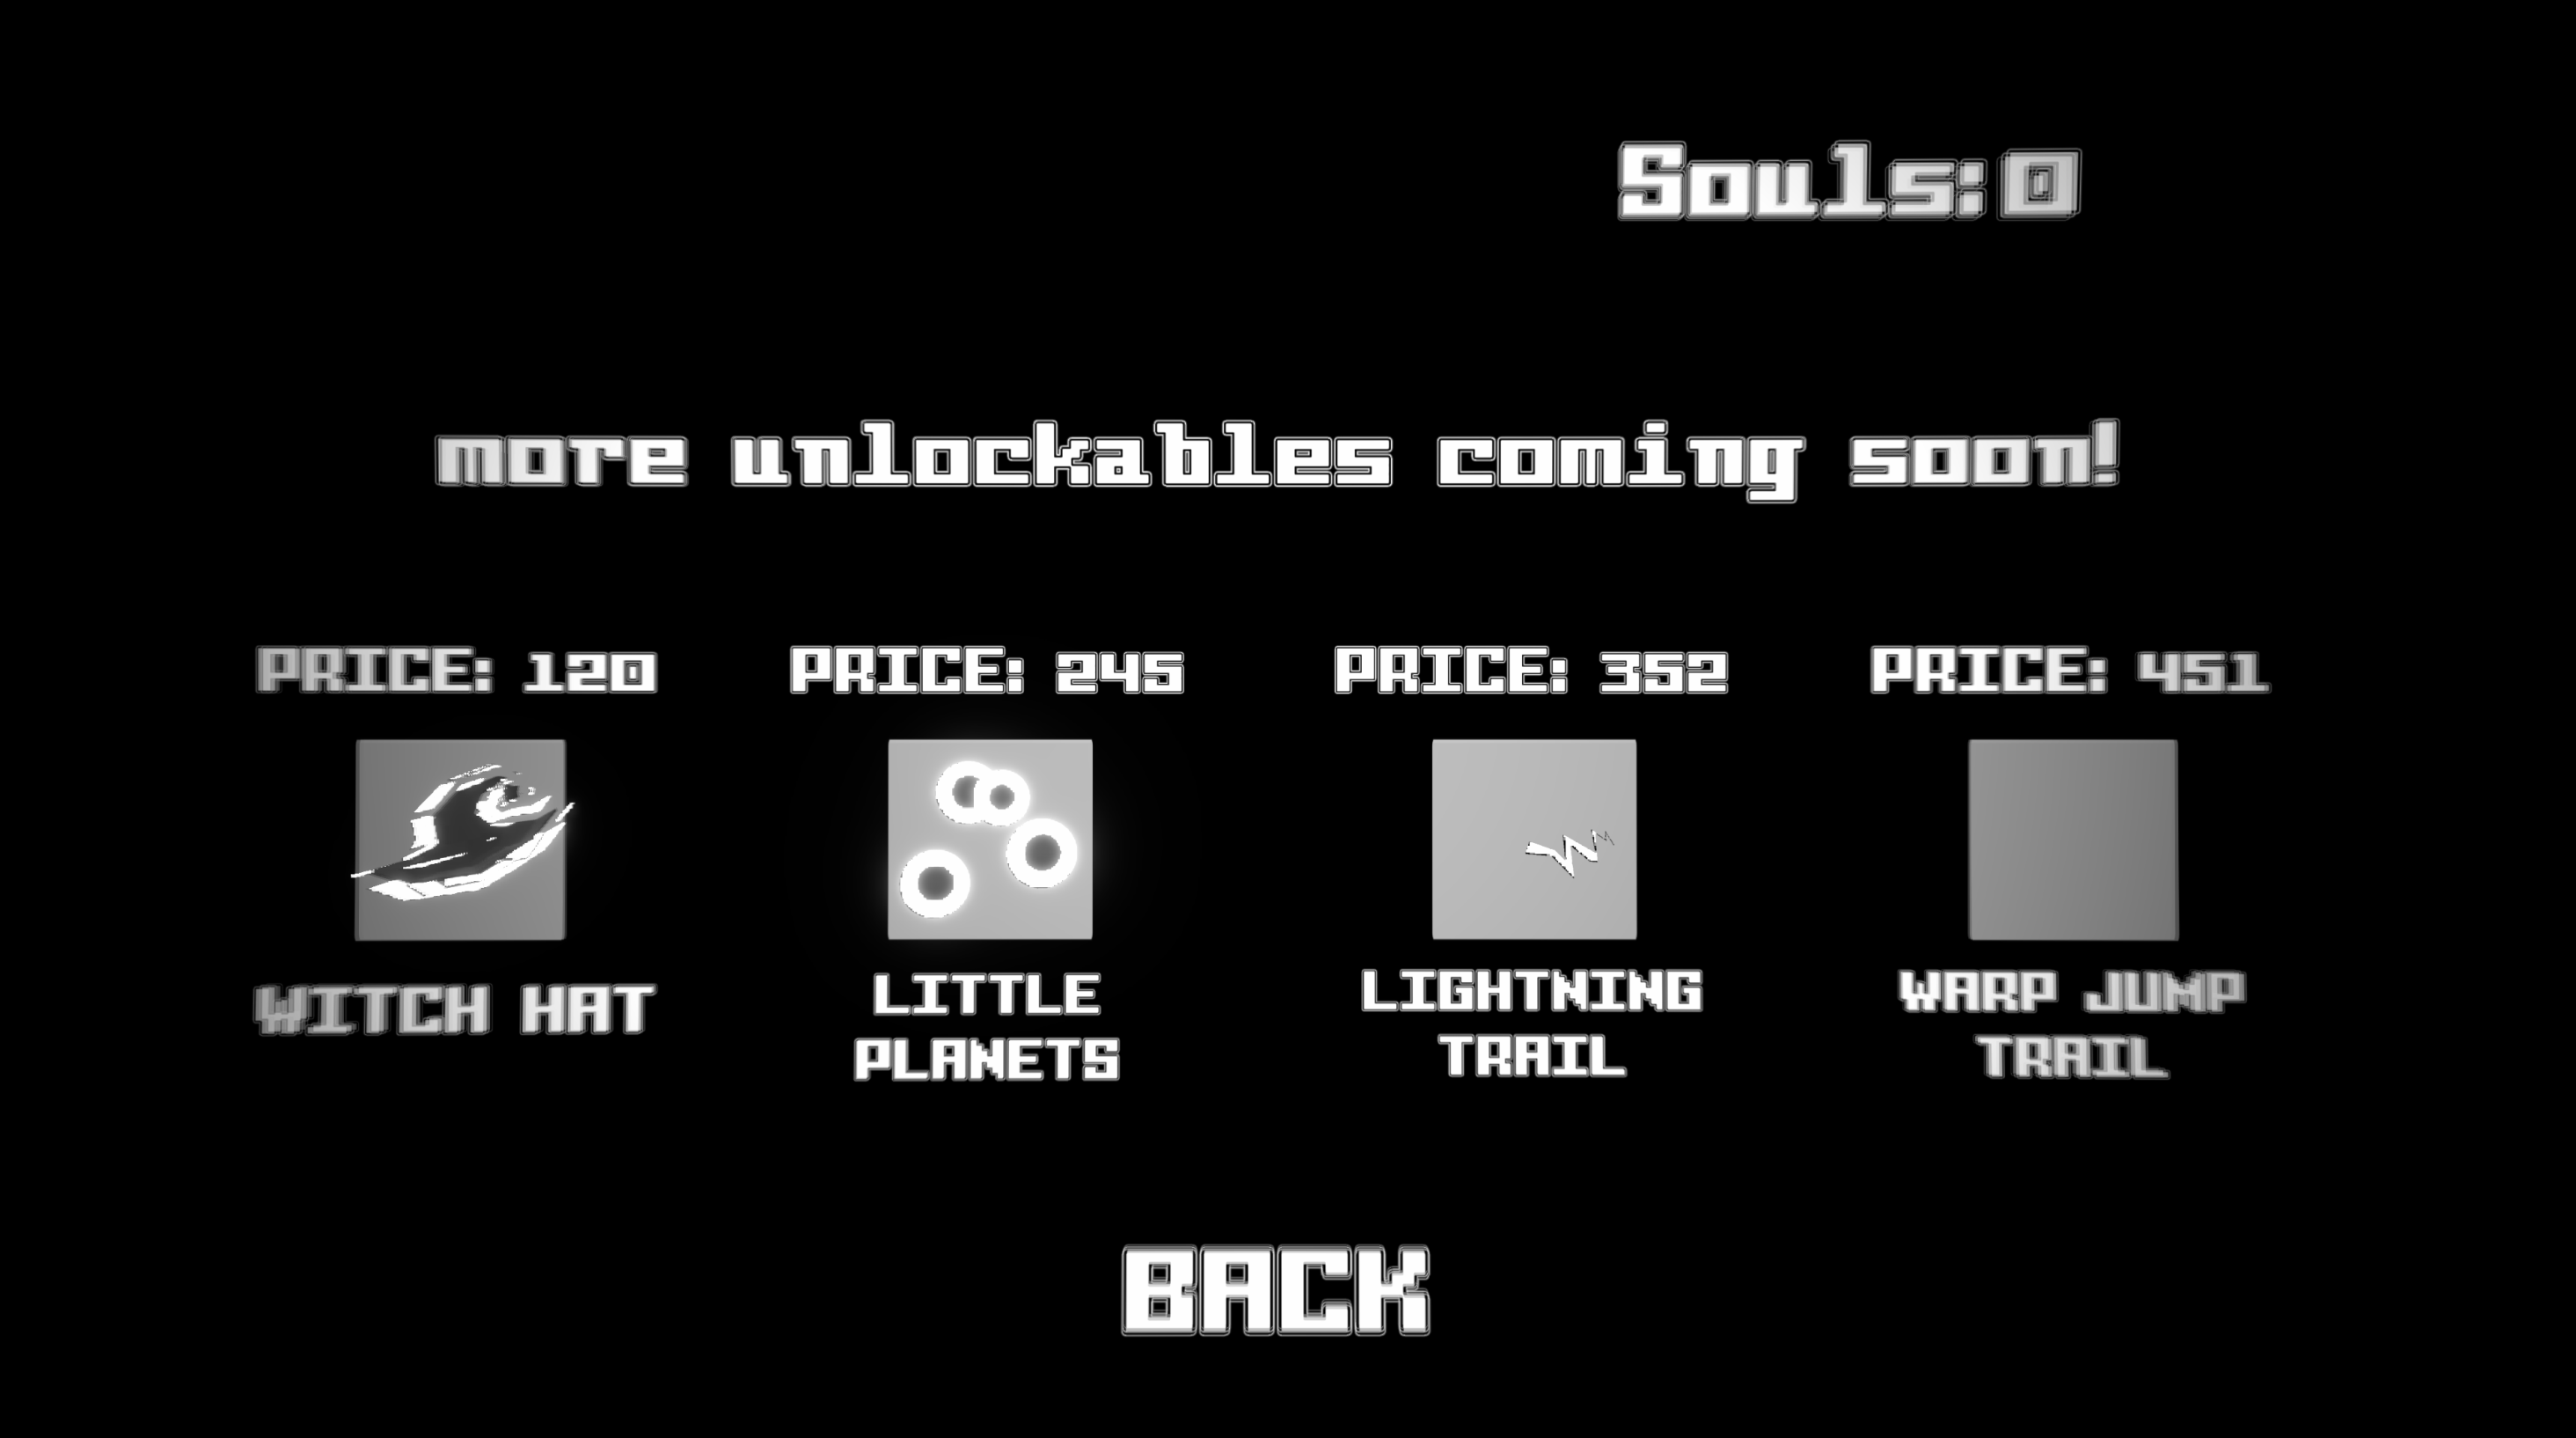 Souls: 0
more unlockables coming soon!
PRICE: 120
PRICE: 245
PRICE: 352
PRICE: 451
WITCH HAT
LITTLE
PLANETS
LIGHTNING
TRAIL
WARP JUMP
TRAIL
BACK